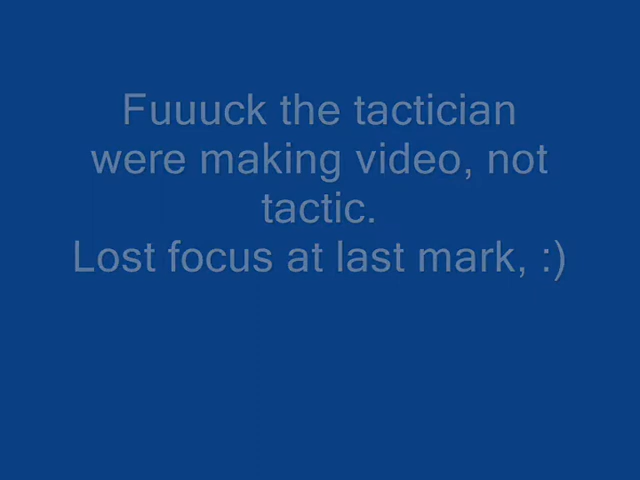 Fuuuck the tactician
were making video, not
tactic.
Lost focus at last mark, :)